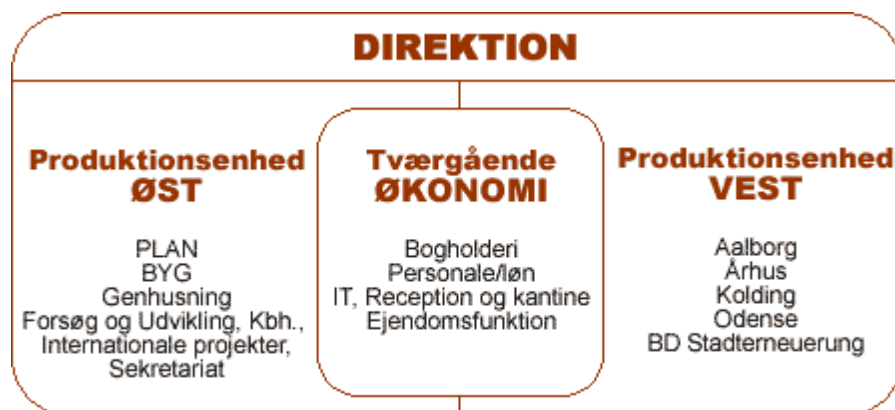 DIREKTION
Produktionsenhed
ØST
PLAN
BYG
Genhusning
Forsøg og Udvikling, Kbh.,
Internationale projekter,
Sekretariat
Tværgående
ØKONOMI
Bogholderi
Personale/løn
IT, Reception og kantine
Ejendomsfunktion
Produktionsenhed
VEST
Aalborg
Århus
Kolding
Odense
BD Stadterneuerung